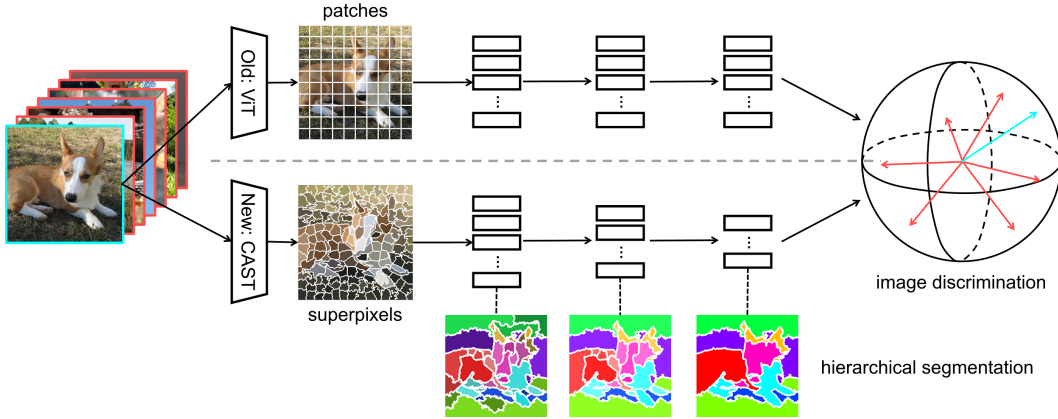 patches
Old: ViT
New: CAST
superpixels
image discrimination
hierarchical segmentation